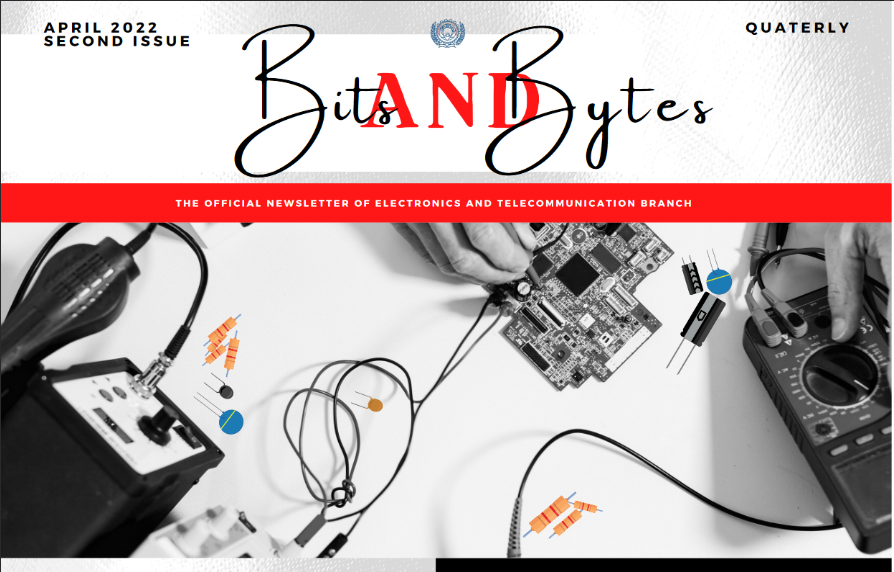 APRIL 2022
SECOND ISSUE
QUATERLY
Bits AND Bytes
THE OFFICIAL NEWSLETTER OF ELECTRONICS AND TELECOMMUNICATION BRANCH